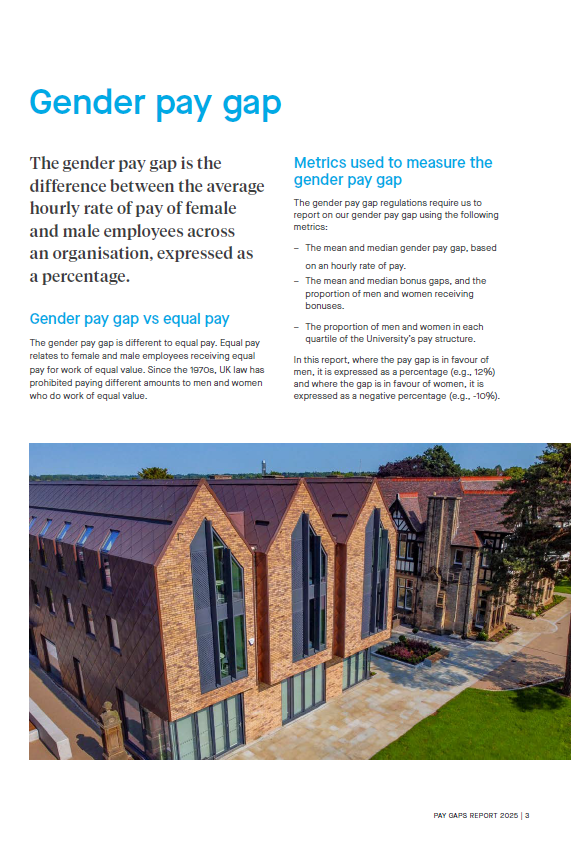 Gender pay gap
The gender pay gap is the
difference between the average
hourly rate of pay of female
and male employees across
an organisation, expressed as
a percentage.
Gender pay gap vs equal pay
The gender pay gap is different to equal pay. Equal pay
relates to female and male employees receiving equal
pay for work of equal value. Since the 1970s, UK law has
prohibited paying different amounts to men and women
who do work of equal value.
Metrics used to measure the
gender pay gap
The gender pay gap regulations require us to
report on our gender pay gap using the following
metrics:
– The mean and median gender pay gap, based
on an hourly rate of pay.
– The mean and median bonus gaps, and the
proportion of men and women receiving
bonuses.
– The proportion of men and women in each
quartile of the University's pay structure.
In this report, where the pay gap is in favour of
men, it is expressed as a percentage (e.g., 12%)
and where the gap is in favour of women, it is
expressed as a negative percentage (e.g., -10%).
PAY GAPS REPORT 2025 | 3